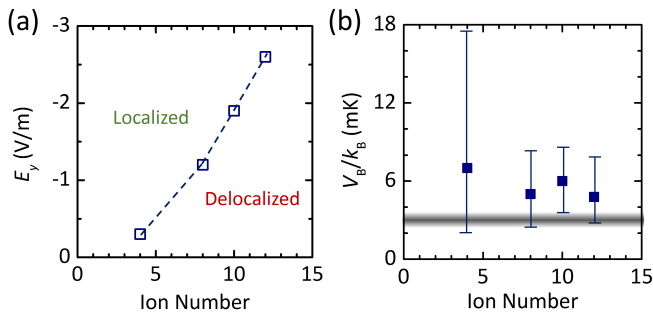 (a)
-3
-2
-1
0
E_y (V/m)
Localized
Delocalized
0 5 10 15
Ion Number
(b)
18
12
6
0
V_B/k_B (mK)
0 5 10 15
Ion Number